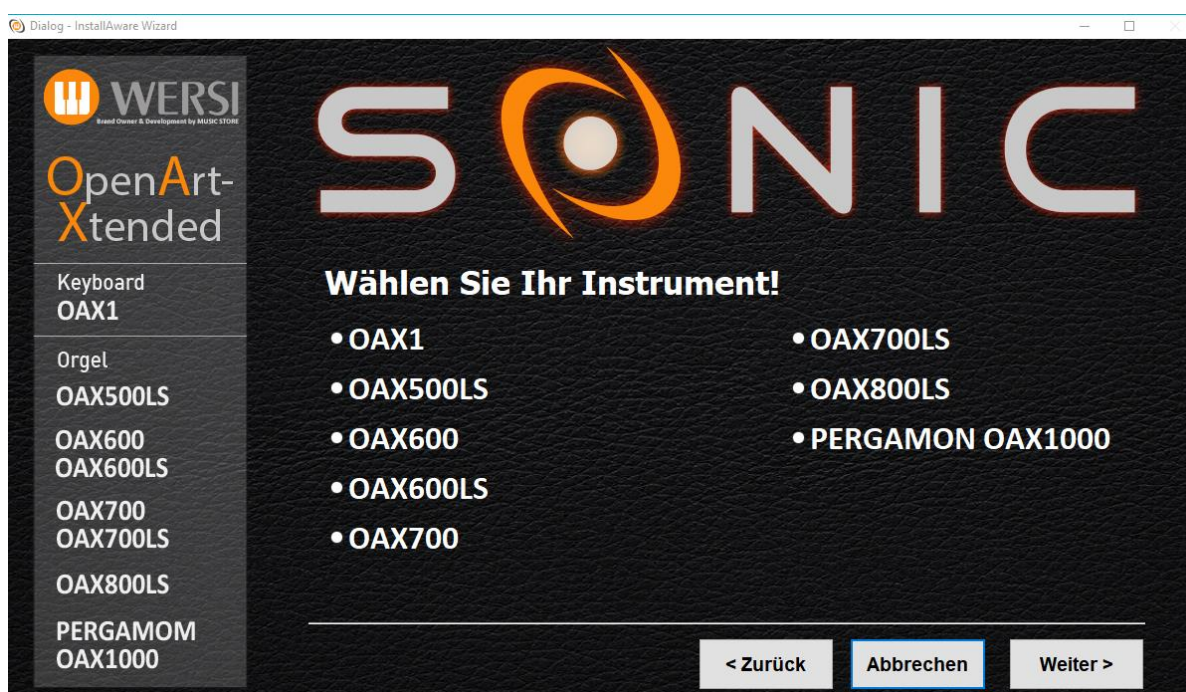 Dialog - InstallAware Wizard
WERSI
Brand Owner & Development by MUSIC STORE
OpenArt-
Xtended
Keyboard
OAX1
Orgel
OAX500LS
OAX600
OAX600LS
OAX700
OAX700LS
OAX800LS
PERGAMOM
OAX1000
SONIC
Wählen Sie Ihr Instrument!
• OAX1
• OAX500LS
• OAX600
• OAX600LS
• OAX700
• OAX700LS
• OAX800LS
• PERGAMON OAX1000
< Zurück
Abbrechen
Weiter >